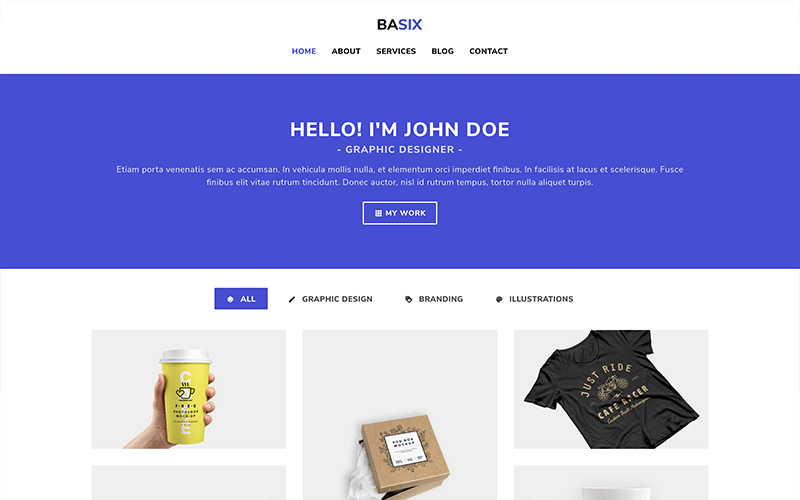 BASIX
HOME ABOUT SERVICES BLOG CONTACT
HELLO! I'M JOHN DOE
- GRAPHIC DESIGNER -
Etiam porta venenatis sem ac accumsan. In vehicula mollis nulla, et elementum orci imperdiet finibus. In facilisis at lacus et scelerisque. Fusce
finibus elit vitae rutrum tincidunt. Donec auctor, nisl id rutrum tempus, tortor nulla aliquet turpis.
MY WORK
ALL GRAPHIC DESIGN BRANDING ILLUSTRATIONS
C
FREE
PHOTOSHOP
MOCK-UP
E
PSD BOX
MOCKUP
JUST RIDE
CAFE RACER